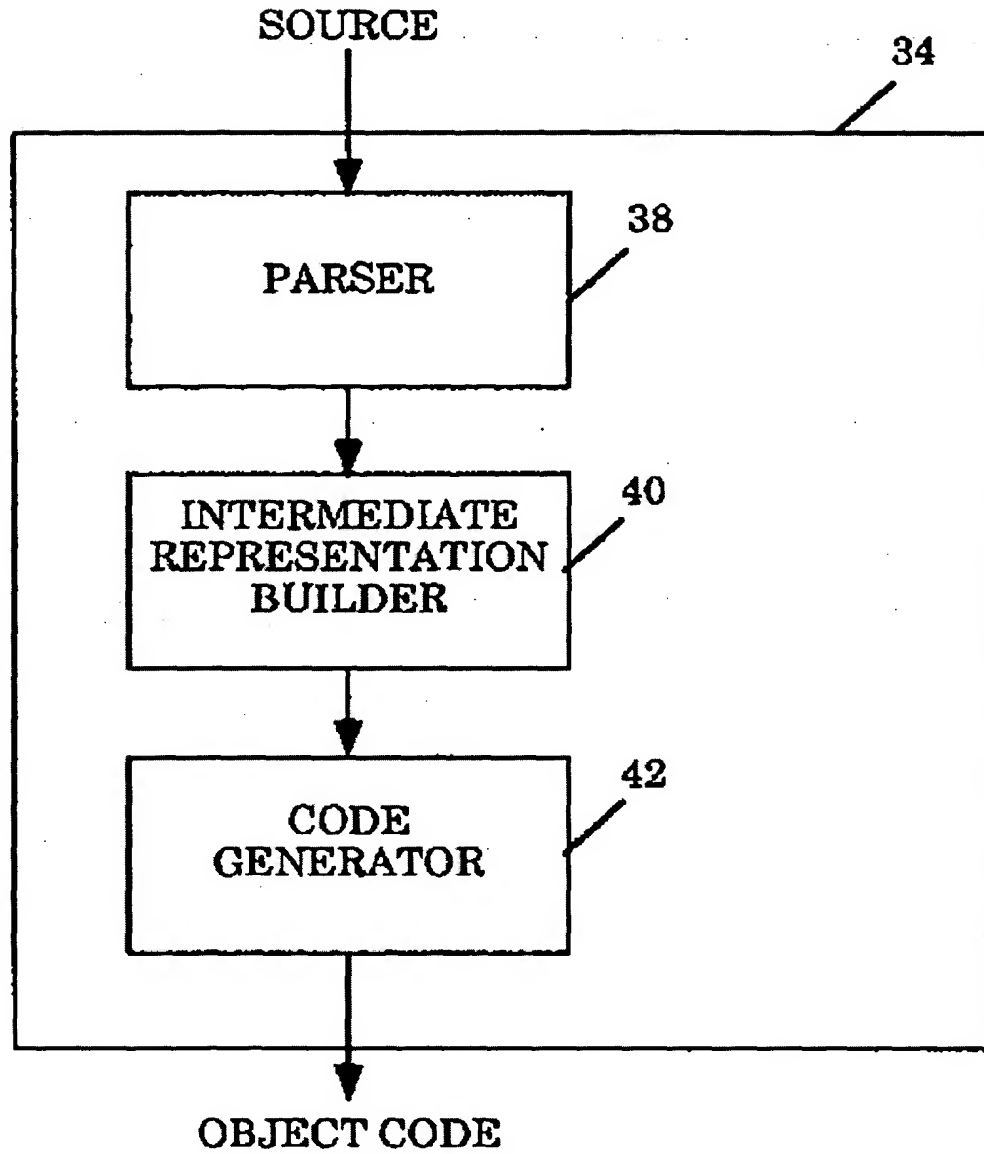 SOURCE
34
PARSER
38
INTERMEDIATE
REPRESENTATION
BUILDER
40
CODE
GENERATOR
42
OBJECT CODE